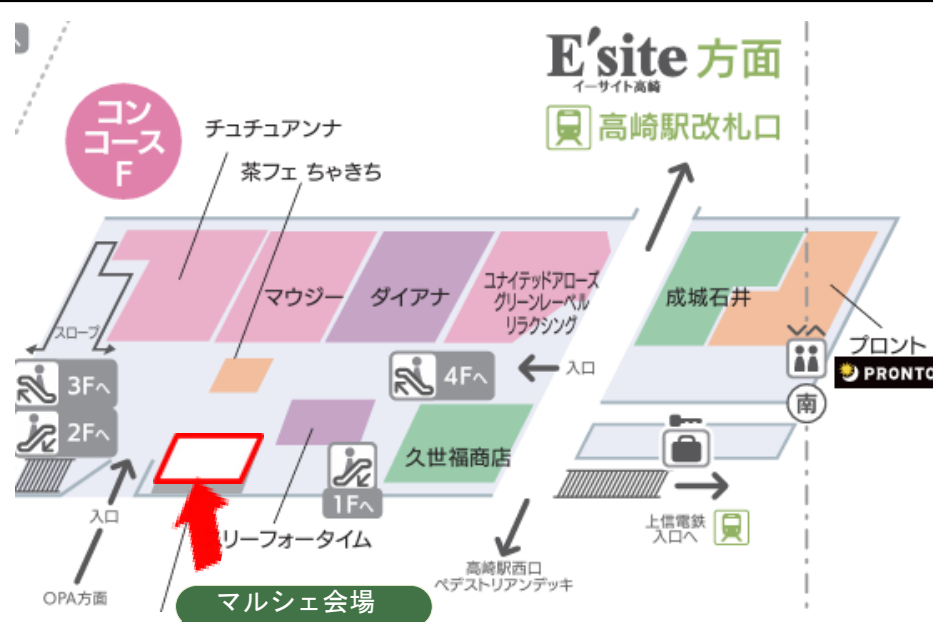 E'site 方面
イーサイト高崎
高崎駅改札口
コン
コース
F
チュチュアンナ
茶フェ ちゃきち
マウジー
ダイアナ
ユナイテッドアローズ
グリーンレーベル
リラクシング
成城石井
プロント
PRONTO
スロープ
3Fへ
2Fへ
4Fへ
入口
南
久世福商店
1Fへ
入口
リーフォータイム
上信電鉄
入口へ
高崎駅西口
ペデストリアンデッキ
OPA方面
マルシェ会場